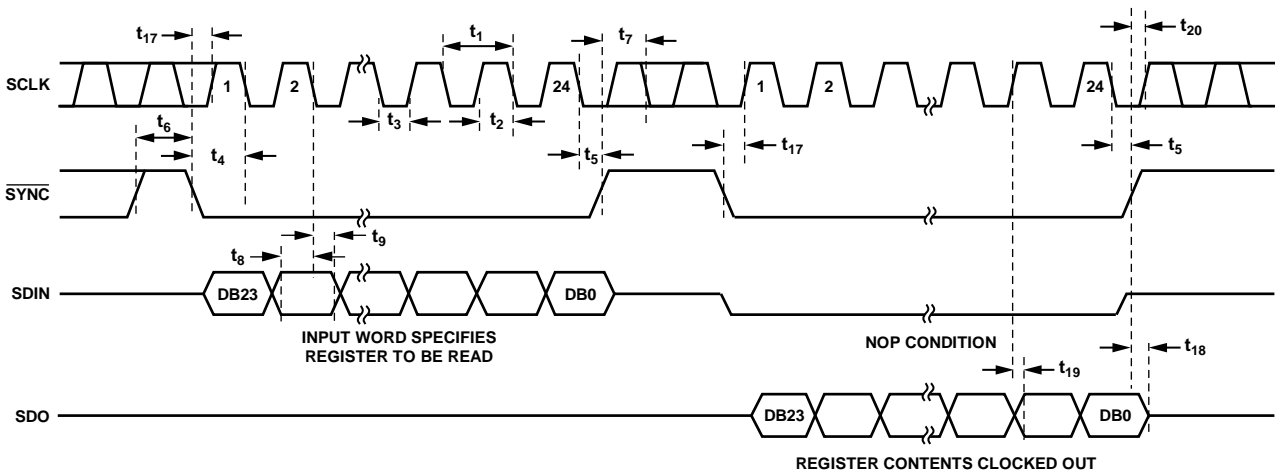 t17
t1
t7
t20
SCLK
1
2
24
1
2
24
t6
t4
t3
t2
t5
t17
t5
SYNC
t8
t9
SDIN
DB23
DB0
INPUT WORD SPECIFIES
REGISTER TO BE READ
NOP CONDITION
t18
t19
SDO
DB23
DB0
REGISTER CONTENTS CLOCKED OUT